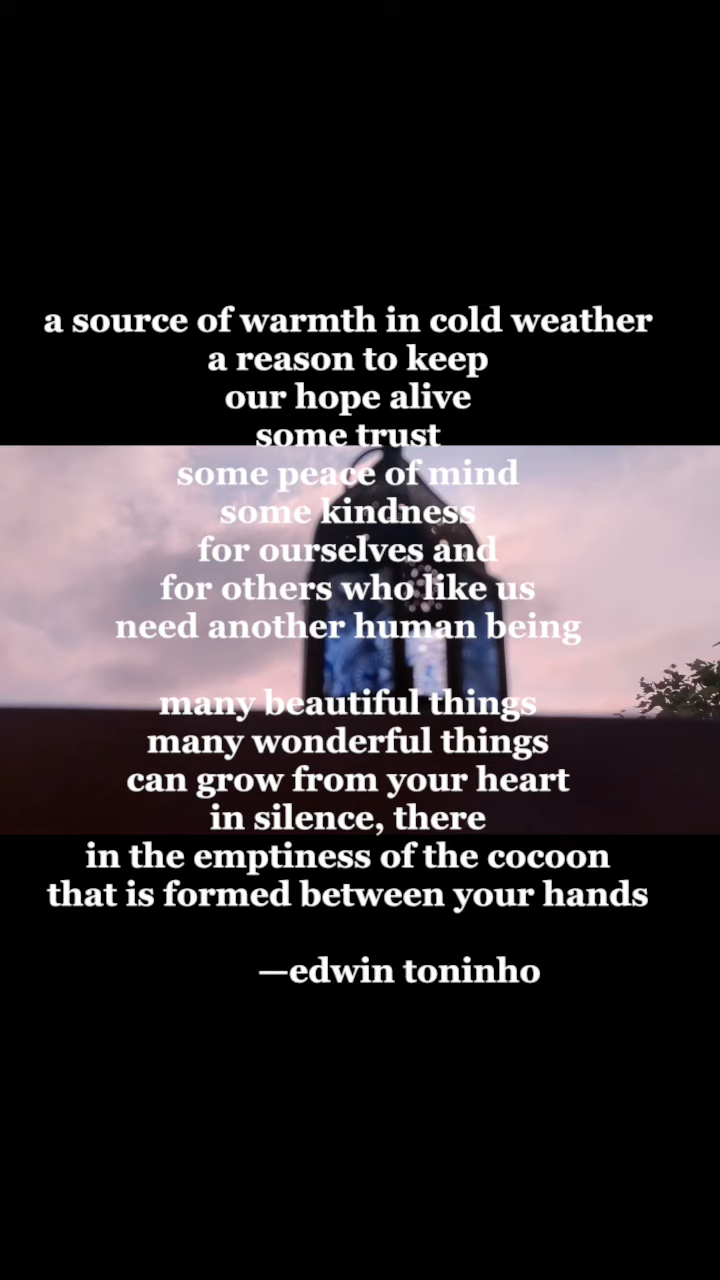 a source of warmth in cold weather
a reason to keep
our hope alive
some trust
some peace of mind
some kindness
for ourselves and
for others who like us
need another human being
many beautiful things
many wonderful things
can grow from your heart
in silence, there
in the emptiness of the cocoon
that is formed between your hands
—edwin toninho